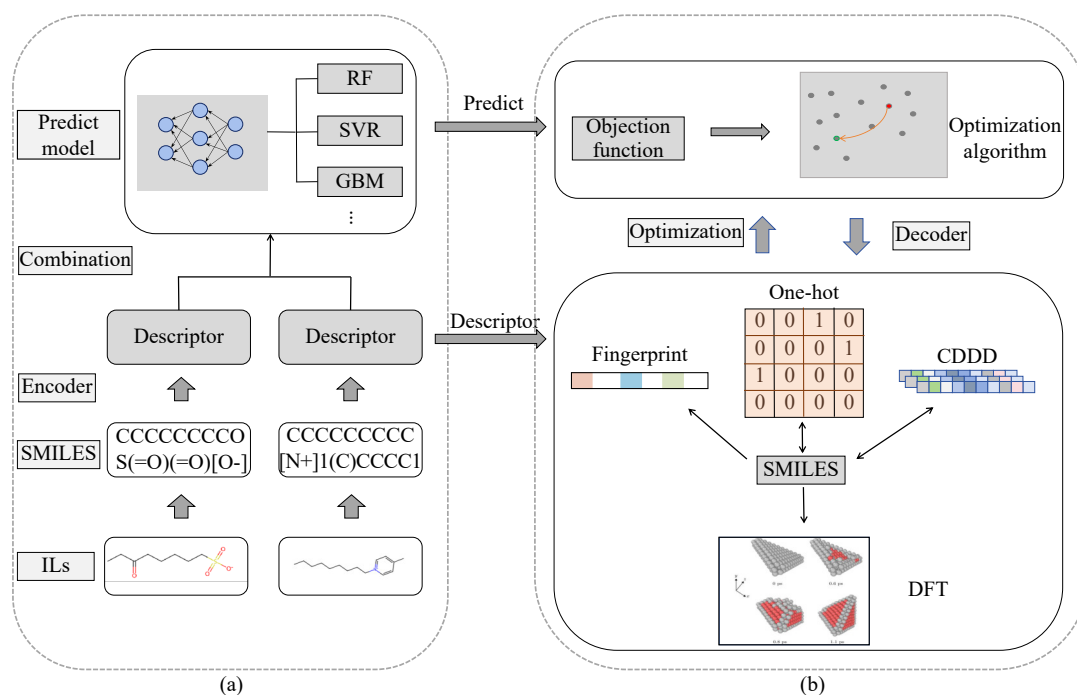 Predict
model
RF
SVR
GBM
...
Combination
Descriptor
Descriptor
Encoder
SMILES
CCCCCCCCCO
S(=O)(=O)[O-]
CCCCCCCCC
[N+]1(C)CCCC1
ILs
O
O
O
O-
(a)
Predict
Descriptor
Objection
function
Optimization
algorithm
Optimization
Decoder
One-hot
0 0 1 0
0 0 0 1
1 0 0 0
0 0 0 0
Fingerprint
CDDD
SMILES
DFT
(b)